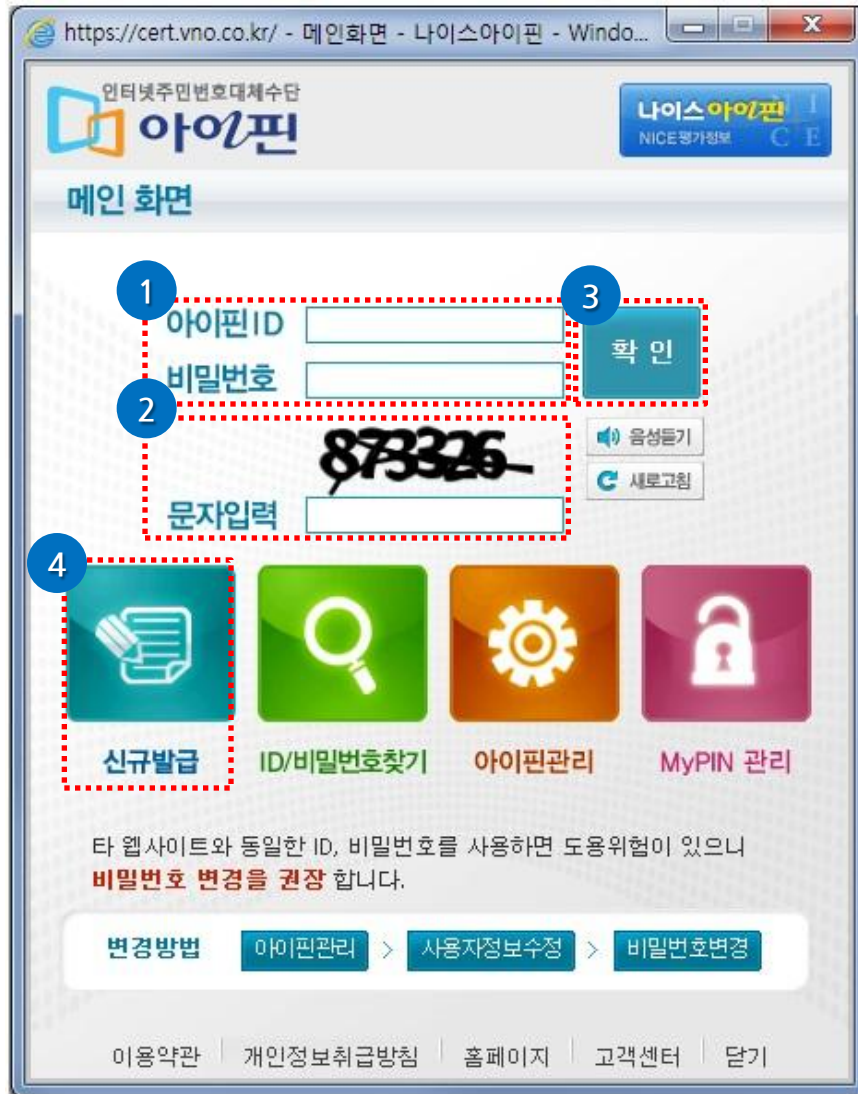 https://cert.vno.co.kr/ - 메인화면 - 나이스아이핀 - Windo...
인터넷주민번호대체수단
아이핀
나이스아이핀
NICE평가정보
NICE
메인 화면
1
3
아이핀ID
확 인
비밀번호
2
873326
음성듣기
새로고침
문자입력
4
신규발급
ID/비밀번호찾기
아이핀관리
MyPIN 관리
타 웹사이트와 동일한 ID, 비밀번호를 사용하면 도용위험이 있으니
비밀번호 변경을 권장 합니다.
변경방법 아이핀관리 > 사용자정보수정 > 비밀번호변경
이용약관 개인정보취급방침 홈페이지 고객센터 닫기